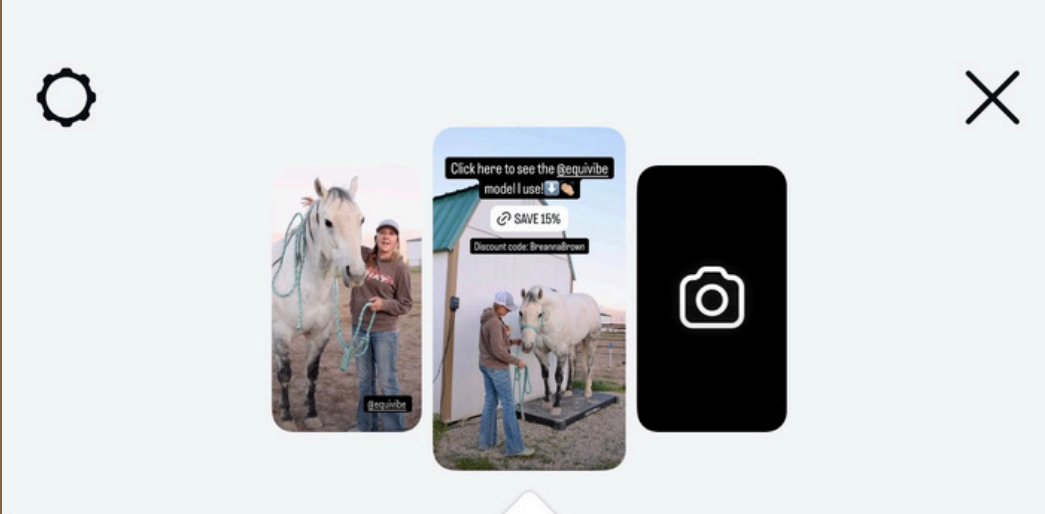 Click here to see the @equivibe
model I use!⬇️👏🏼
SAVE 15%
Discount code: BreannaBrown
@equivibe